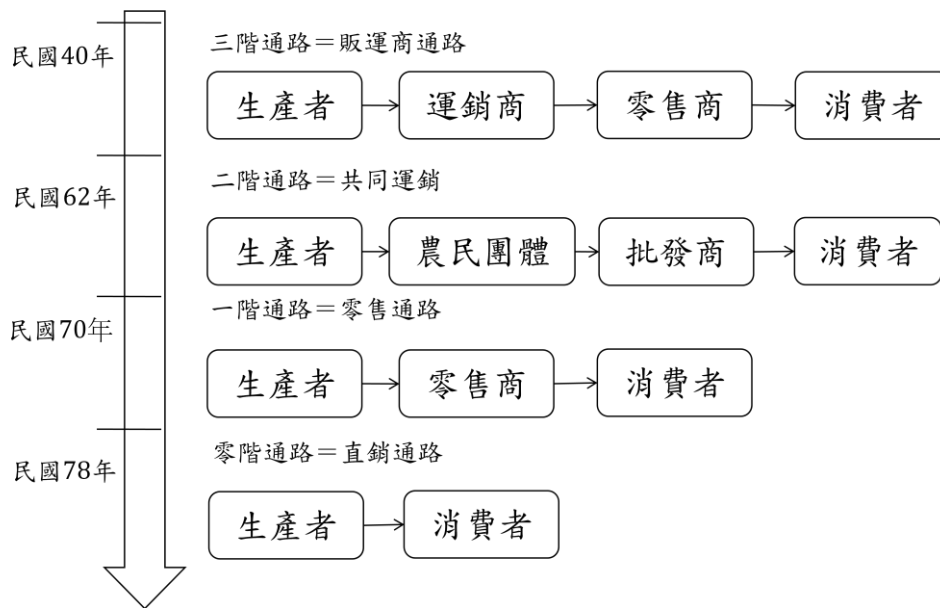 民國40年
三階通路＝販運商通路
生產者 運銷商 零售商 消費者
民國62年
二階通路＝共同運銷
生產者 農民團體 批發商 消費者
民國70年
一階通路＝零售通路
生產者 零售商 消費者
民國78年
零階通路＝直銷通路
生產者 消費者